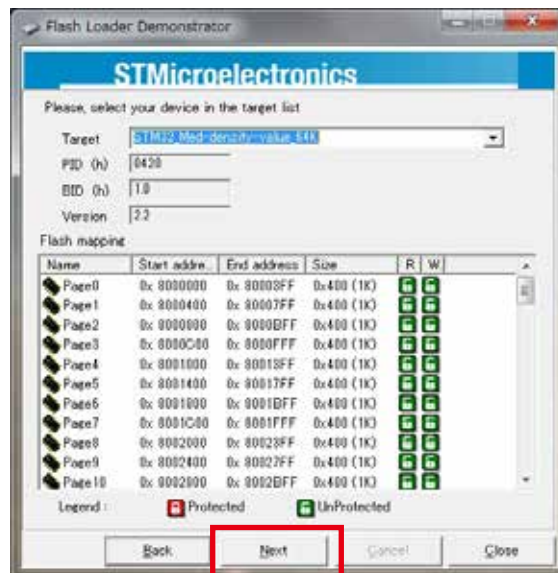 Flash Loader Demonstrator
STMicroelectronics
Please, select your device in the target list
Target STM32_Med-density-value_64K
PID (h) 0420
BID (h) 1.0
Version 2.2
Flash mapping
Name Start addre... End address Size R W
Page0 0x 8000000 0x 80003FF 0x400 (1K)
Page1 0x 8000400 0x 80007FF 0x400 (1K)
Page2 0x 8000800 0x 8000BFF 0x400 (1K)
Page3 0x 8000C00 0x 8000FFF 0x400 (1K)
Page4 0x 8001000 0x 80013FF 0x400 (1K)
Page5 0x 8001400 0x 80017FF 0x400 (1K)
Page6 0x 8001800 0x 8001BFF 0x400 (1K)
Page7 0x 8001C00 0x 8001FFF 0x400 (1K)
Page8 0x 8002000 0x 80023FF 0x400 (1K)
Page9 0x 8002400 0x 80027FF 0x400 (1K)
Page10 0x 8002800 0x 8002BFF 0x400 (1K)
Legend : Protected UnProtected
Back Next Cancel Close